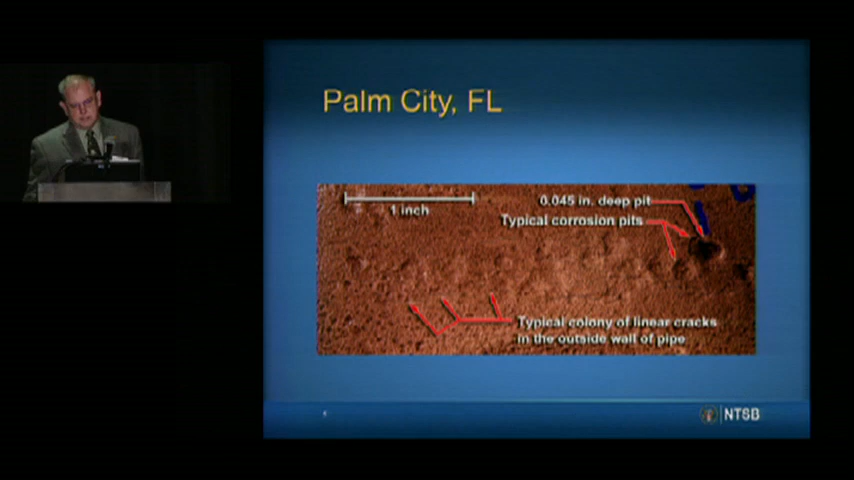 Palm City, FL
1 inch
0.045 in. deep pit
Typical corrosion pits
Typical colony of linear cracks
in the outside wall of pipe
NTSB